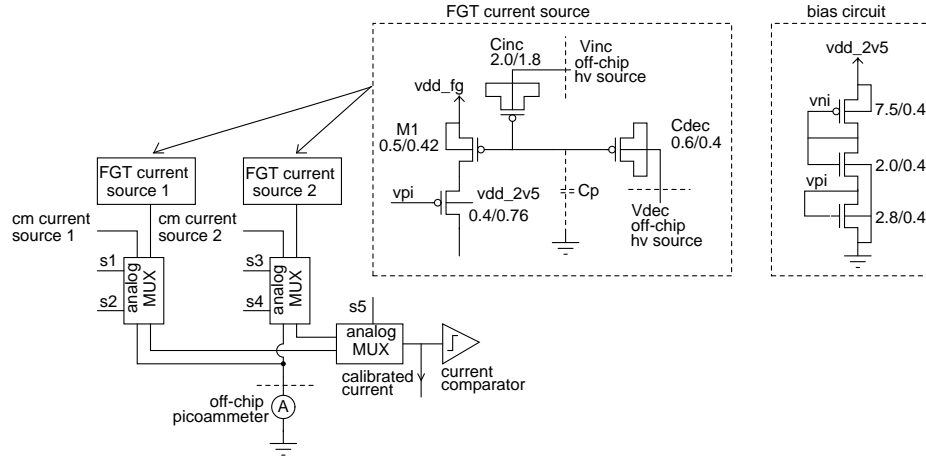 FGT current source
bias circuit
Cinc
2.0/1.8
Vinc
off-chip
hv source
vdd_fg
M1
0.5/0.42
Cdec
0.6/0.4
vpi
vdd_2v5
0.4/0.76
Cp
Vdec
off-chip
hv source
vdd_2v5
vni
7.5/0.4
2.0/0.4
vpi
2.8/0.4
FGT current
source 1
FGT current
source 2
cm current
source 1
cm current
source 2
s1
s2
analog
MUX
s3
s4
analog
MUX
s5
analog
MUX
calibrated
current
current
comparator
off-chip
picoammeter
A